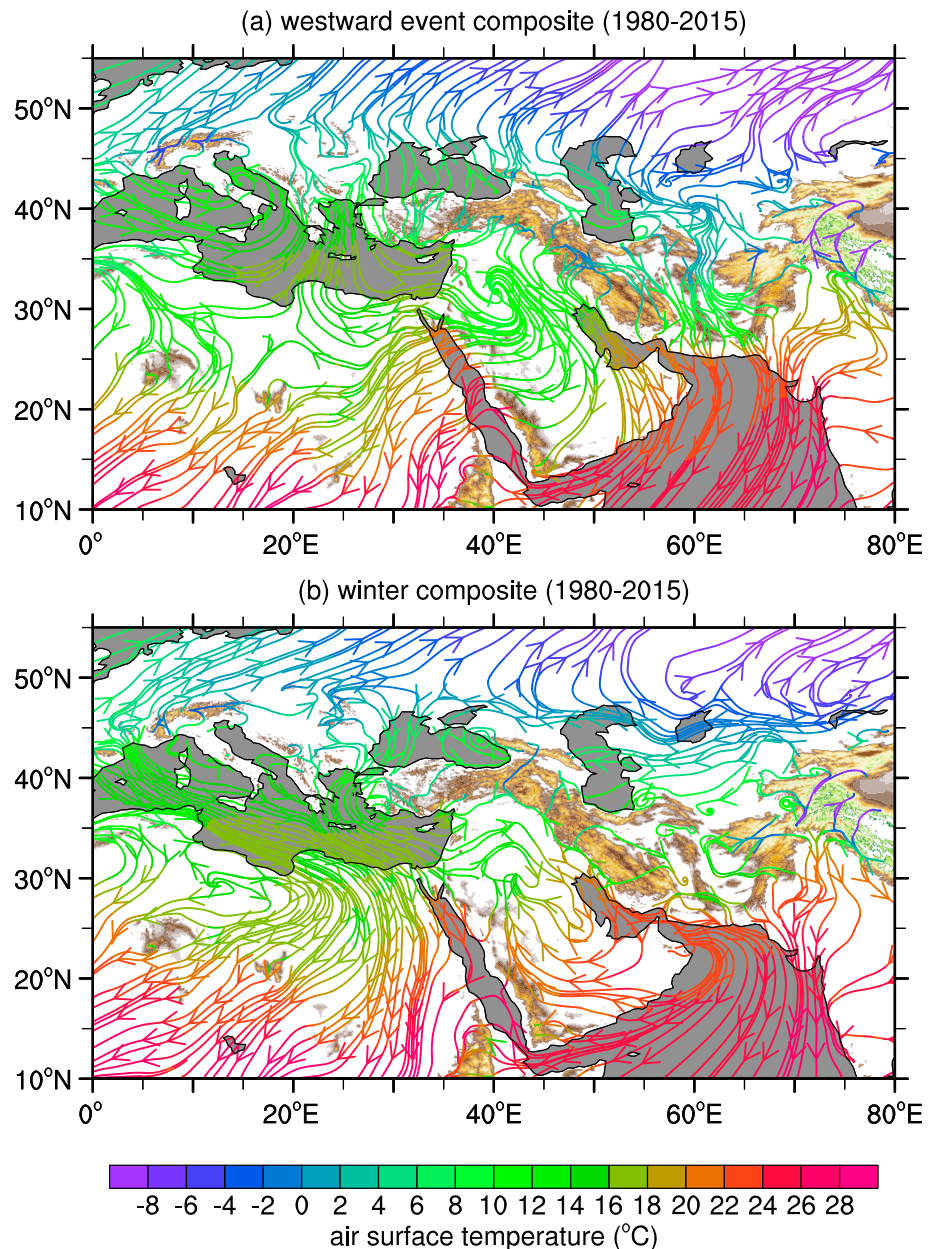 (a) westward event composite (1980-2015)
50°N
40°N
30°N
20°N
10°N
0° 20°E 40°E 60°E 80°E
(b) winter composite (1980-2015)
50°N
40°N
30°N
20°N
10°N
0° 20°E 40°E 60°E 80°E
-8 -6 -4 -2 0 2 4 6 8 10 12 14 16 18 20 22 24 26 28
air surface temperature (°C)